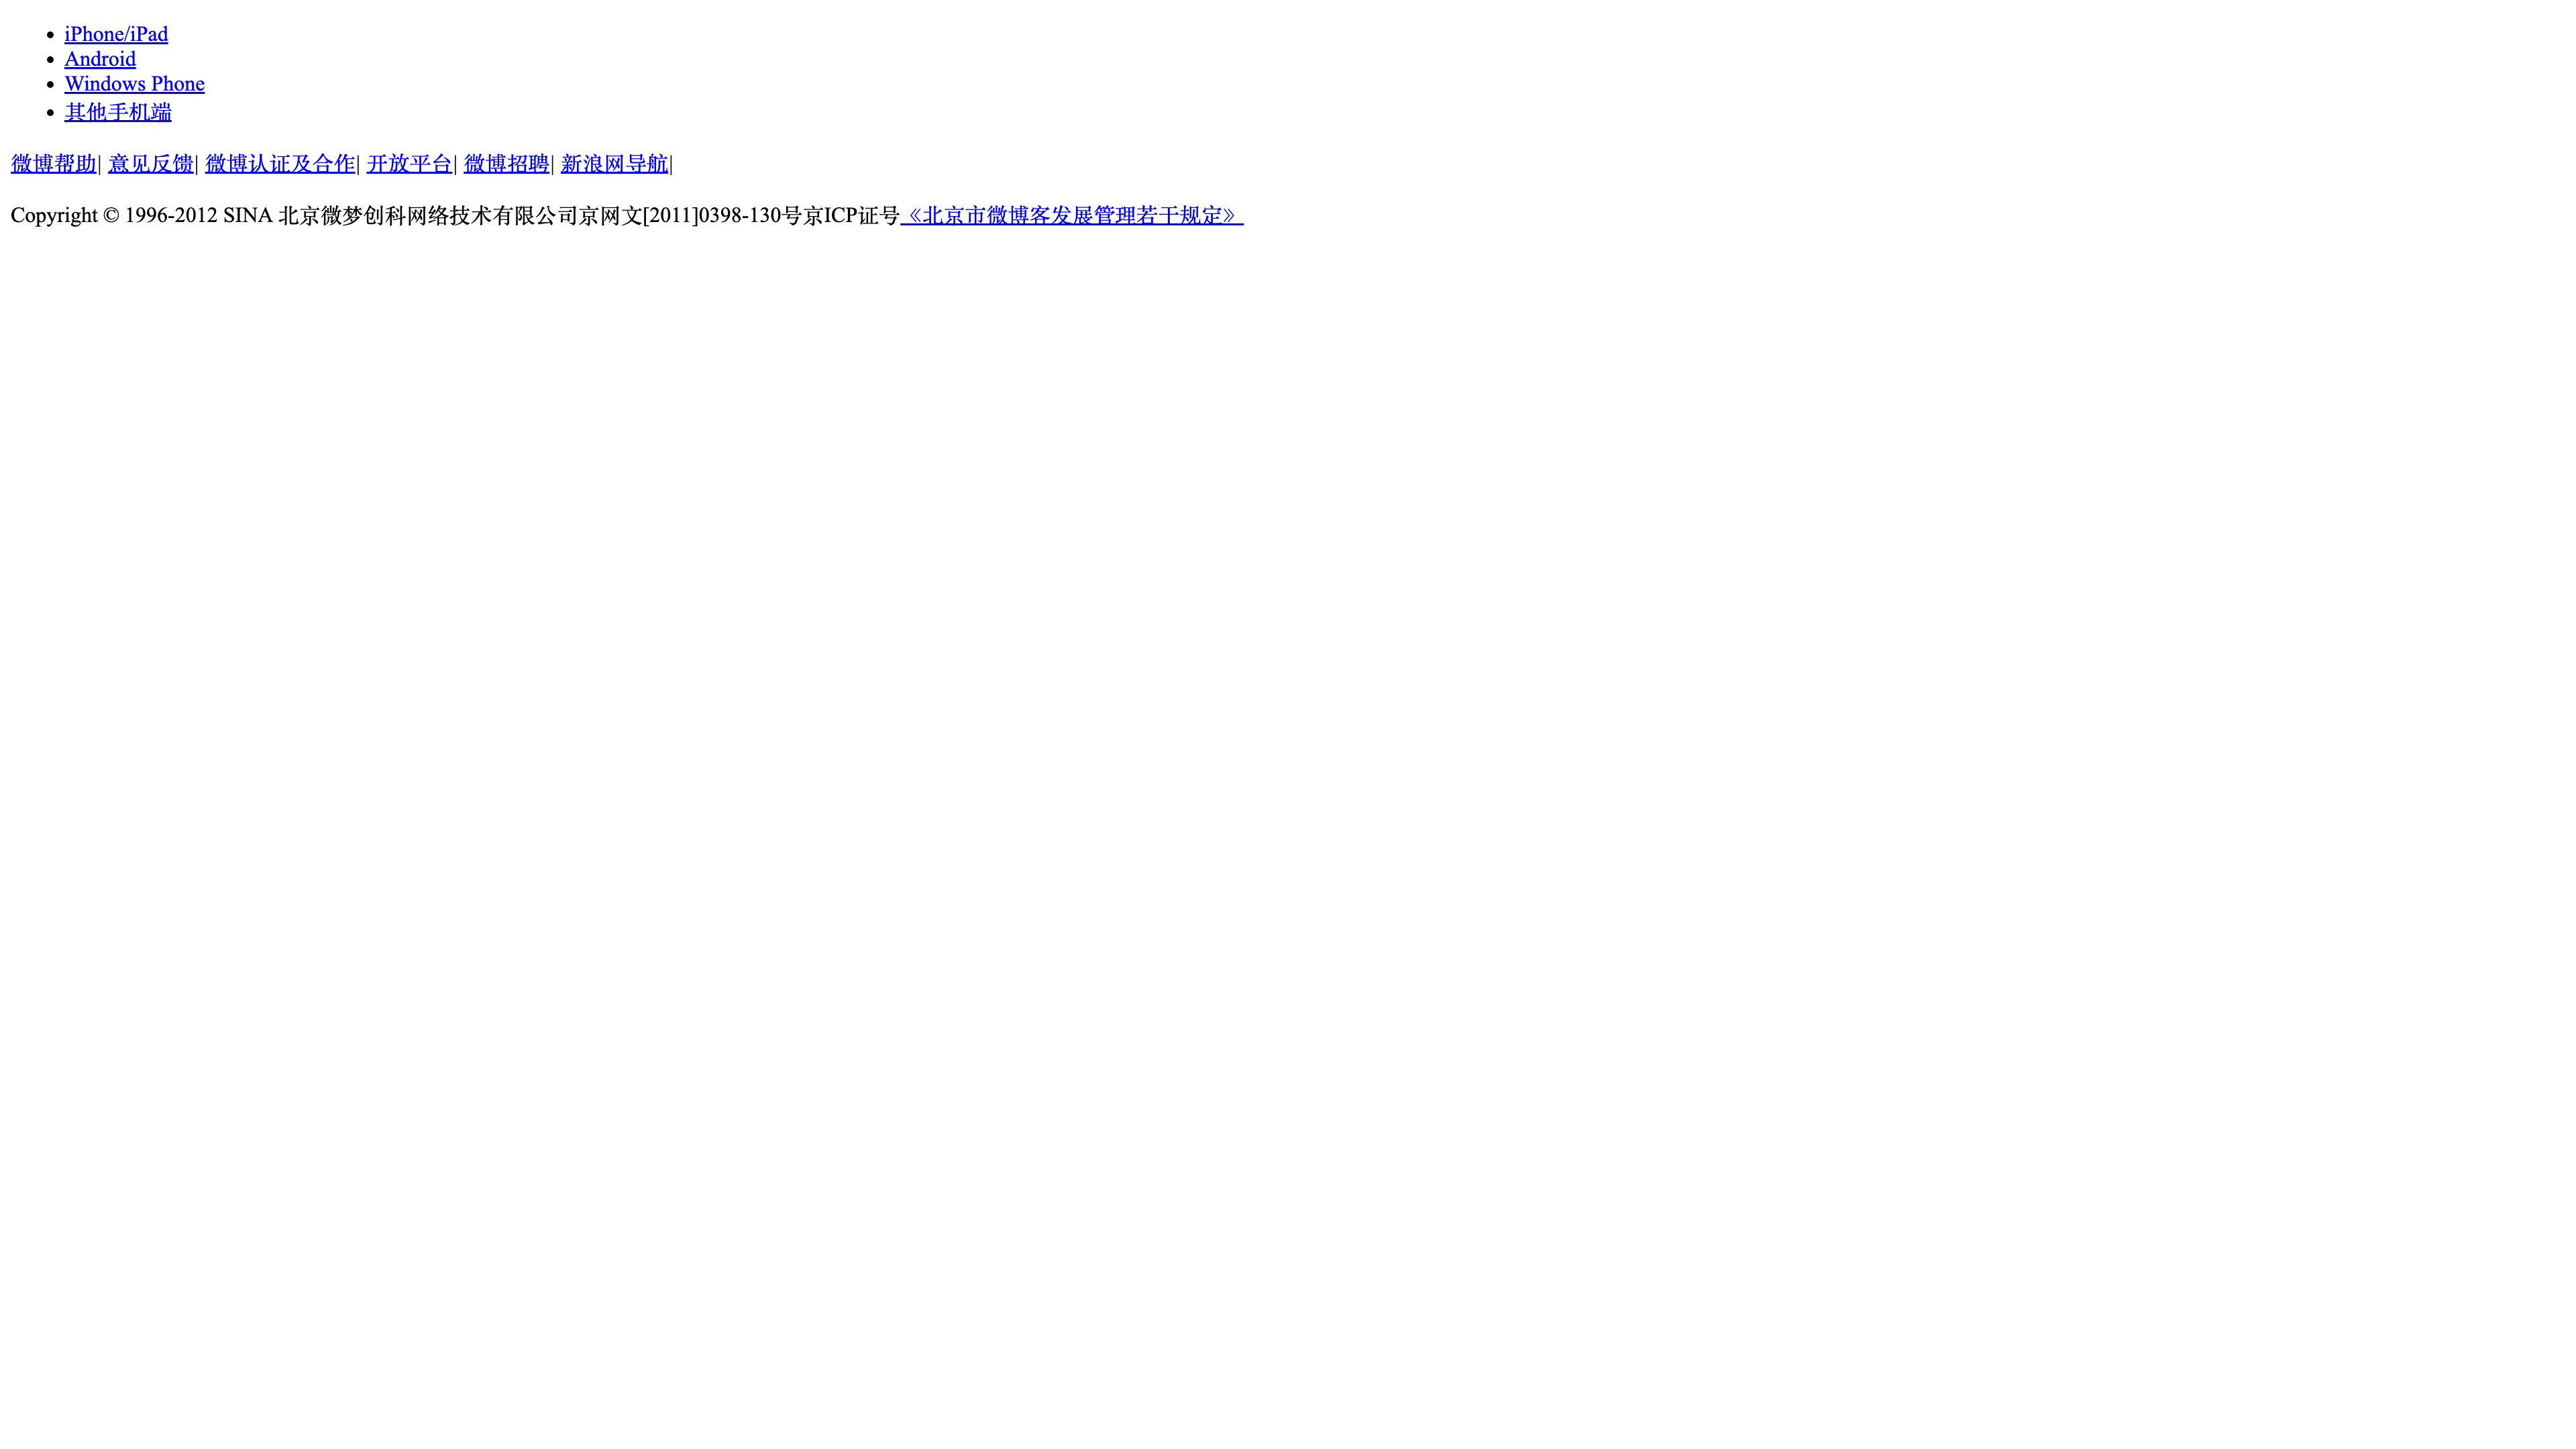 iPhone/iPad
Android
Windows Phone
其他手机端
微博帮助| 意见反馈| 微博认证及合作| 开放平台| 微博招聘| 新浪网导航|
Copyright © 1996-2012 SINA 北京微梦创科网络技术有限公司京网文[2011]0398-130号京ICP证号《北京市微博客发展管理若干规定》